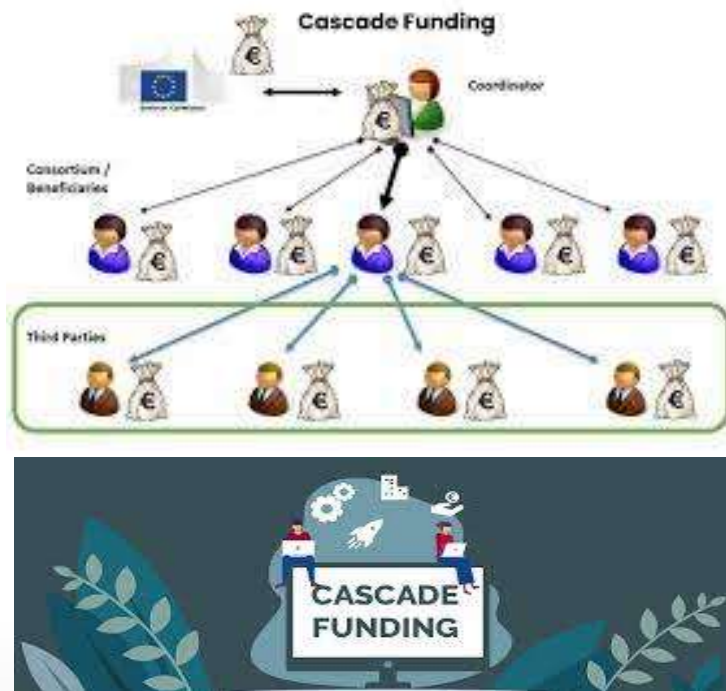 Cascade Funding
Coordinator
Consortium /
Beneficiaries
Third Parties
CASCADE
FUNDING